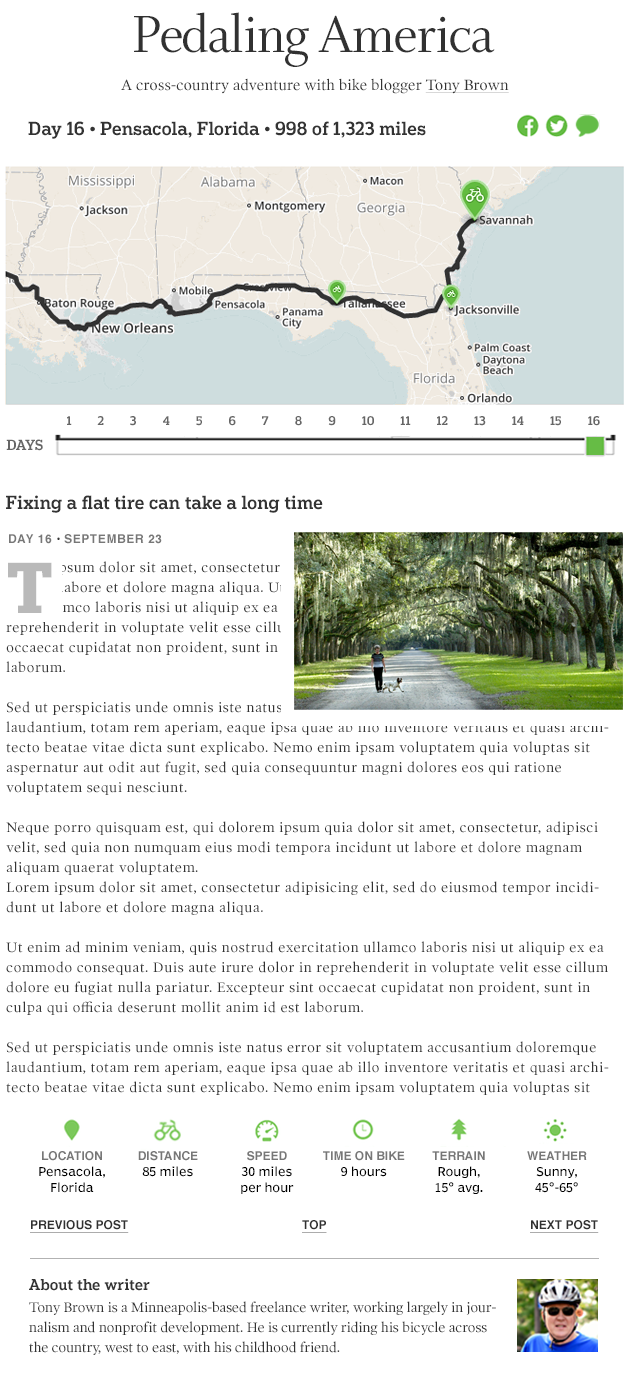 Pedaling America
A cross-country adventure with bike blogger Tony Brown
Day 16 • Pensacola, Florida • 998 of 1,323 miles
Mississippi
Alabama
Macon
Jackson
Montgomery
Georgia
Savannah
Mobile
Baton Rouge
Pensacola
Tallahassee
New Orleans
Panama
City
Jacksonville
Palm Coast
Daytona
Beach
Florida
Orlando
1 2 3 4 5 6 7 8 9 10 11 12 13 14 15 16
DAYS
Fixing a flat tire can take a long time
DAY 16 • SEPTEMBER 23
T psum dolor sit amet, consectetur
abore et dolore magna aliqua. Ut
mco laboris nisi ut aliquip ex ea
reprehenderit in voluptate velit esse cillu
occaecat cupidatat non proident, sunt in
laborum.
Sed ut perspiciatis unde omnis iste natus
laudantium, totam rem aperiam, eaque ipsa quae ab illo inventore veritatis et quasi archi-
tecto beatae vitae dicta sunt explicabo. Nemo enim ipsam voluptatem quia voluptas sit
aspernatur aut odit aut fugit, sed quia consequuntur magni dolores eos qui ratione
voluptatem sequi nesciunt.
Neque porro quisquam est, qui dolorem ipsum quia dolor sit amet, consectetur, adipisci
velit, sed quia non numquam eius modi tempora incidunt ut labore et dolore magnam
aliquam quaerat voluptatem.
Lorem ipsum dolor sit amet, consectetur adipisicing elit, sed do eiusmod tempor incidi-
dunt ut labore et dolore magna aliqua.
Ut enim ad minim veniam, quis nostrud exercitation ullamco laboris nisi ut aliquip ex ea
commodo consequat. Duis aute irure dolor in reprehenderit in voluptate velit esse cillum
dolore eu fugiat nulla pariatur. Excepteur sint occaecat cupidatat non proident, sunt in
culpa qui officia deserunt mollit anim id est laborum.
Sed ut perspiciatis unde omnis iste natus error sit voluptatem accusantium doloremque
laudantium, totam rem aperiam, eaque ipsa quae ab illo inventore veritatis et quasi archi-
tecto beatae vitae dicta sunt explicabo. Nemo enim ipsam voluptatem quia voluptas sit
LOCATION DISTANCE SPEED TIME ON BIKE TERRAIN WEATHER
Pensacola, 85 miles 30 miles 9 hours Rough, Sunny,
Florida per hour 15° avg. 45°-65°
PREVIOUS POST TOP NEXT POST
About the writer
Tony Brown is a Minneapolis-based freelance writer, working largely in jour-
nalism and nonprofit development. He is currently riding his bicycle across
the country, west to east, with his childhood friend.